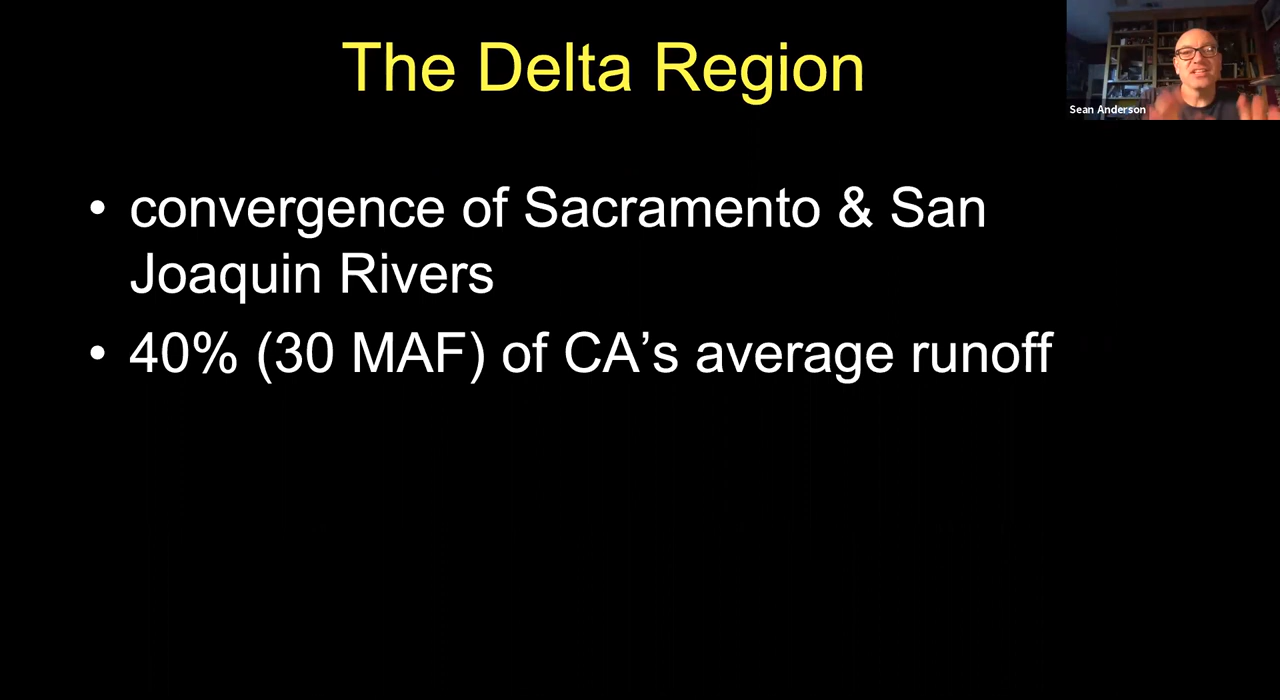 The Delta Region
Sean Anderson
• convergence of Sacramento & San
Joaquin Rivers
• 40% (30 MAF) of CA’s average runoff